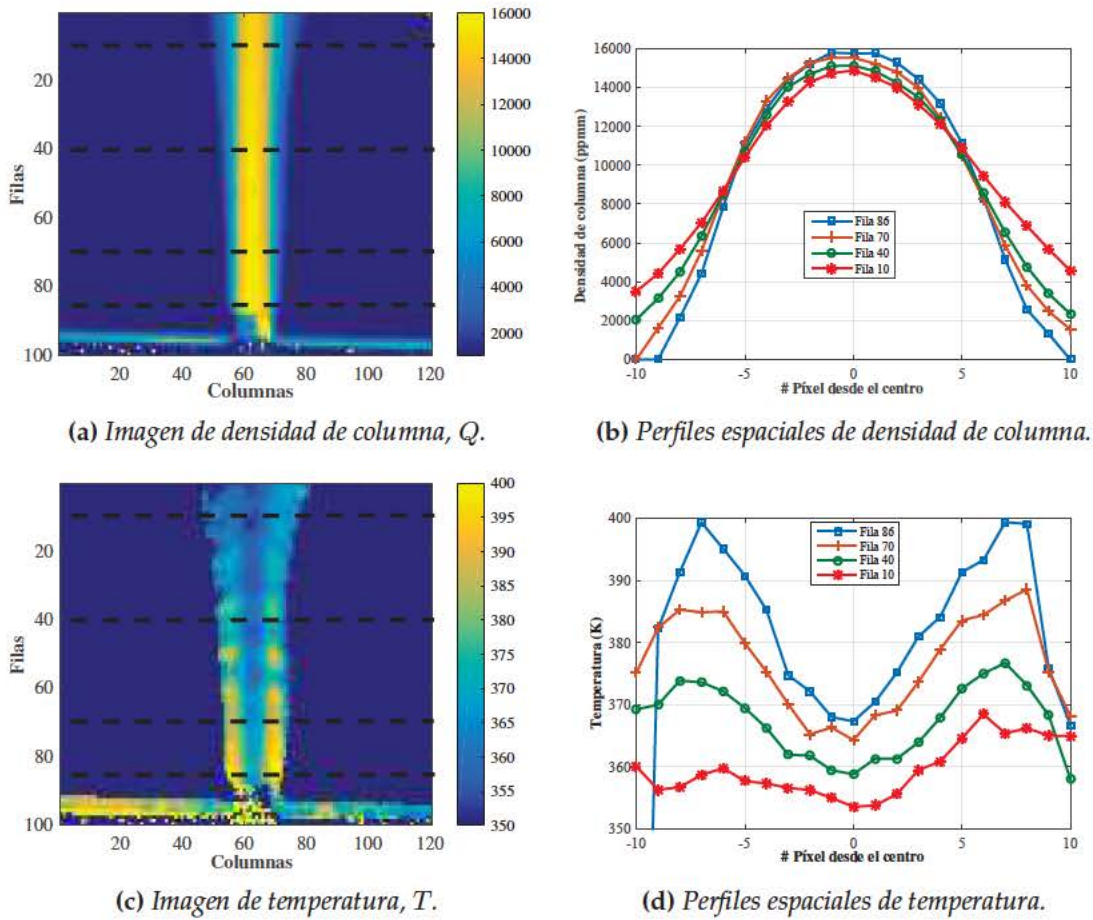 16000
14000
12000
10000
8000
6000
4000
2000
20
40
60
80
100
Filas
20 40 60 80 100 120
Columnas
(a) Imagen de densidad de columna, Q.
16000
14000
12000
10000
8000
6000
4000
2000
0
Densidad de columna (ppmm)
Fila 86
Fila 70
Fila 40
Fila 10
-10 -5 0 5 10
# Píxel desde el centro
(b) Perfiles espaciales de densidad de columna.
400
395
390
385
380
375
370
365
360
355
350
20
40
60
80
100
Filas
20 40 60 80 100 120
Columnas
(c) Imagen de temperatura, T.
400
390
380
370
360
350
Temperatura (K)
Fila 86
Fila 70
Fila 40
Fila 10
-10 -5 0 5 10
# Píxel desde el centro
(d) Perfiles espaciales de temperatura.